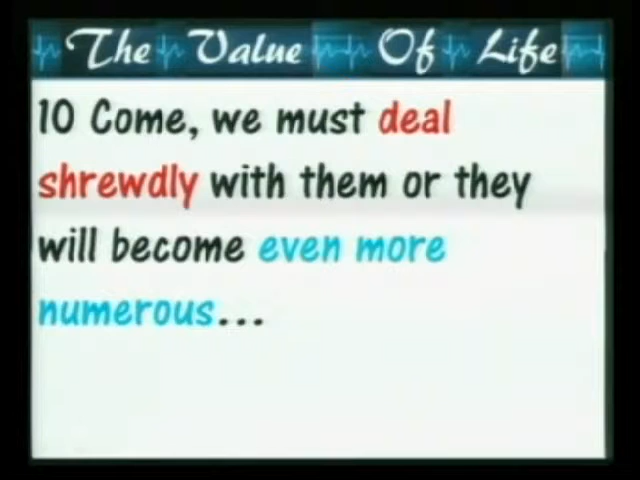 The Value Of Life
10 Come, we must deal
shrewdly with them or they
will become even more
numerous...